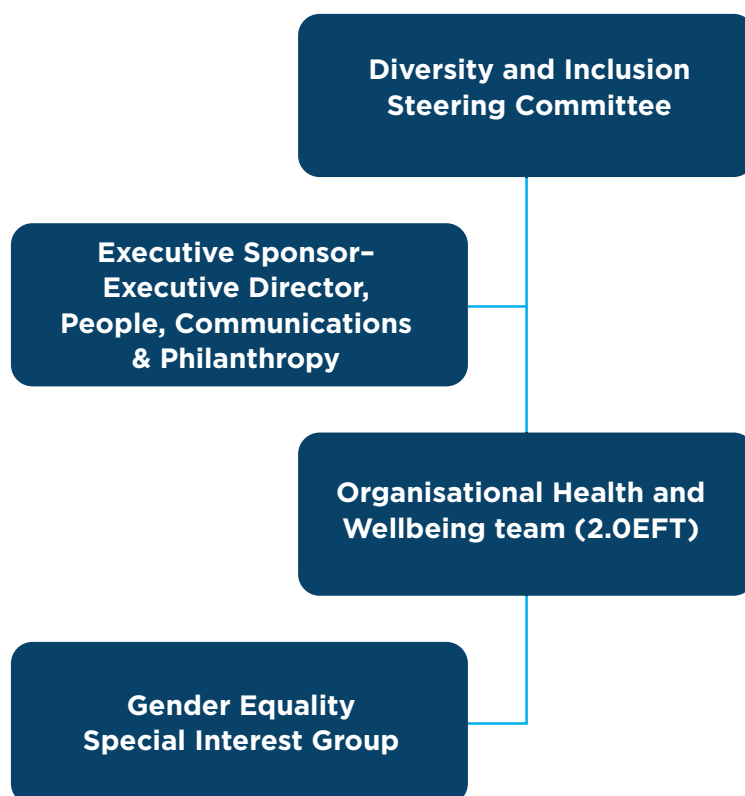 Diversity and Inclusion
Steering Committee
Executive Sponsor–
Executive Director,
People, Communications
& Philanthropy
Organisational Health and
Wellbeing team (2.0EFT)
Gender Equality
Special Interest Group